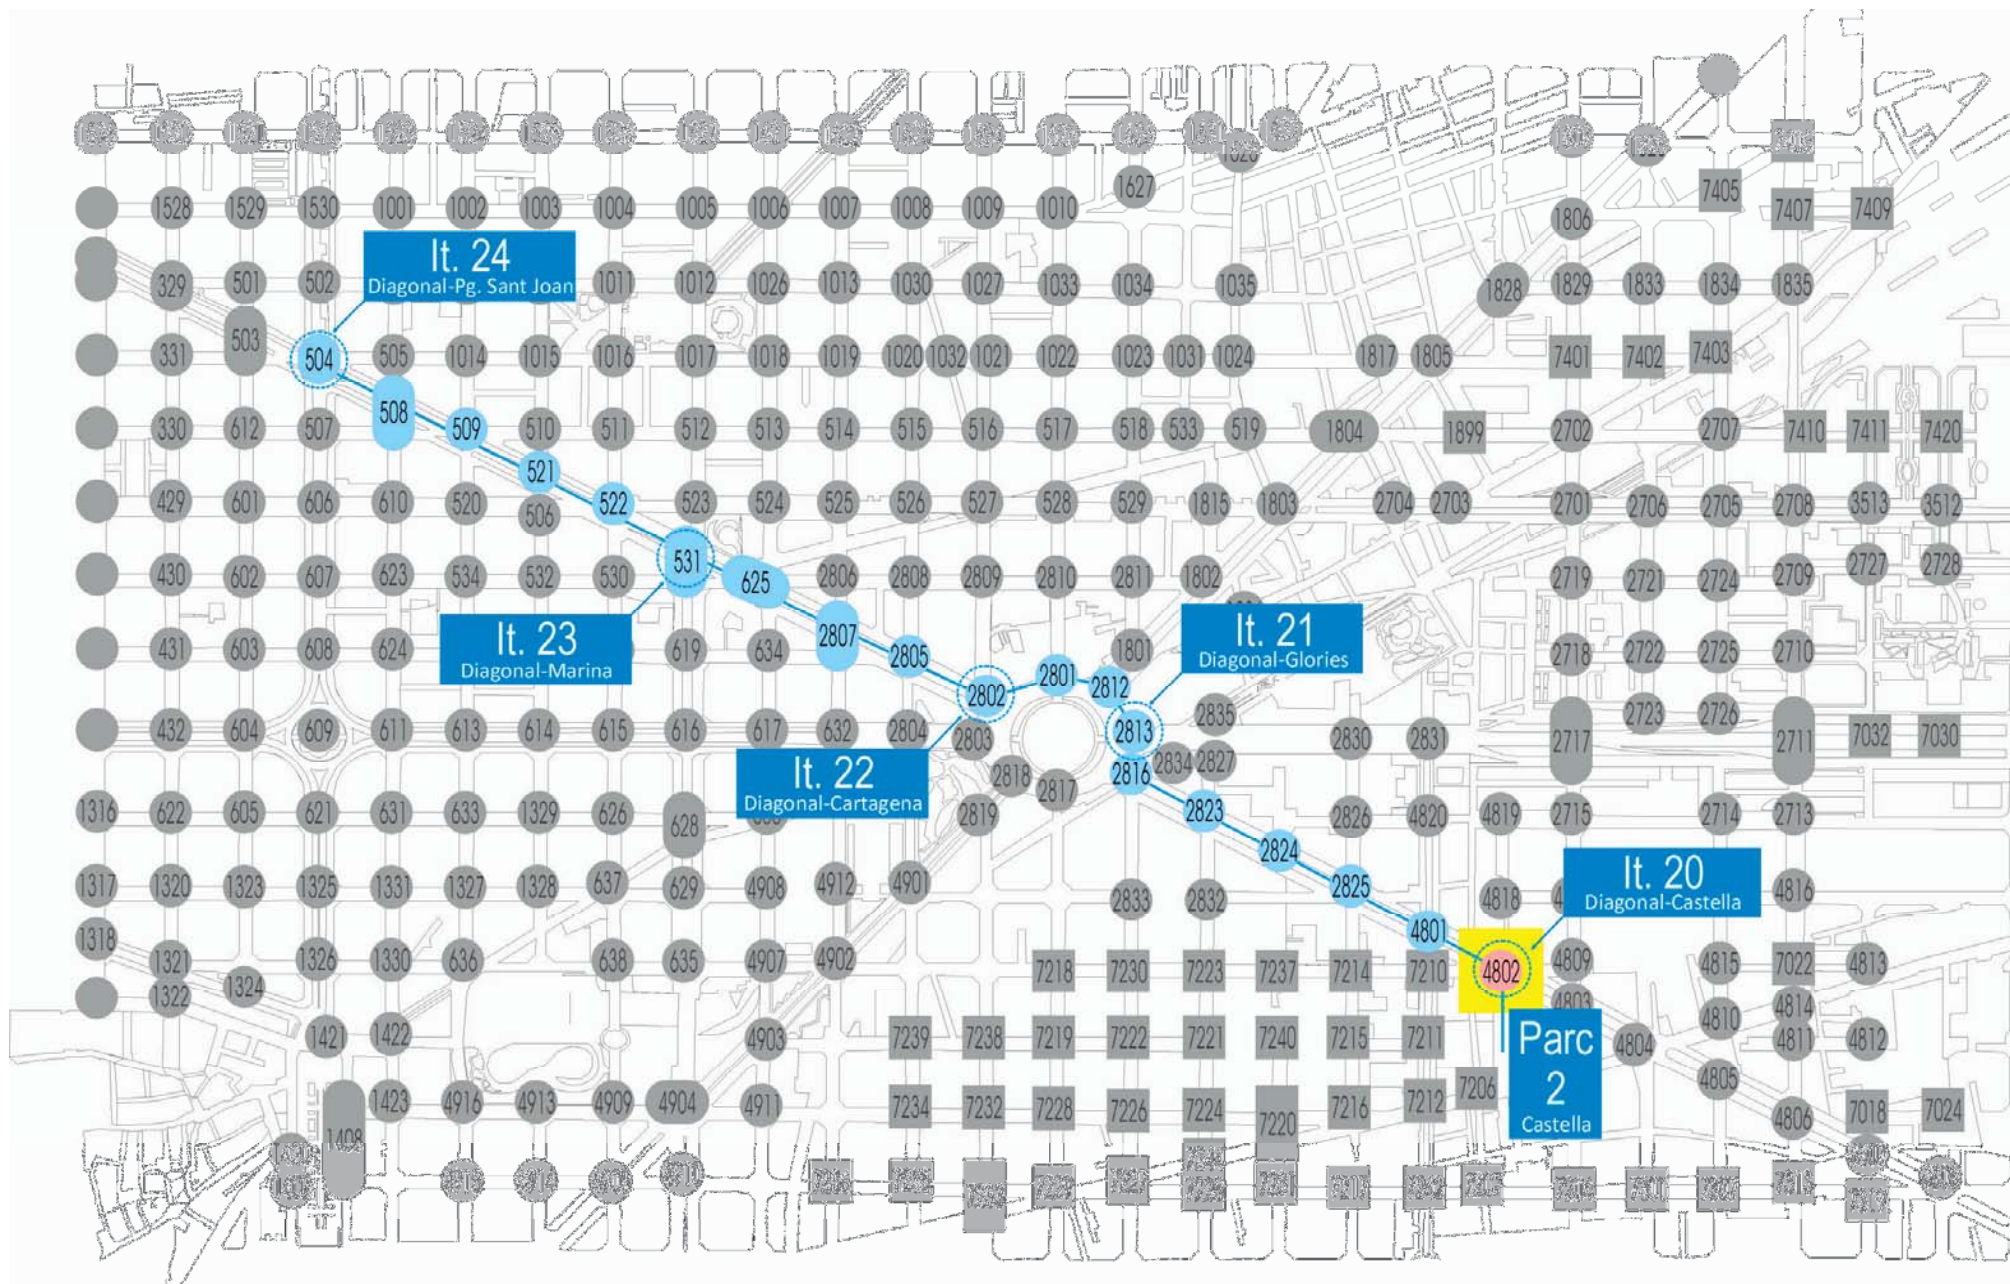 1627
7405
1528 1529 1530 1001 1002 1003 1004 1005 1006 1007 1008 1009 1010 1806 7407 7409
It. 24
Diagonal-Pg. Sant Joan
329 501 502 1011 1012 1026 1013 1030 1027 1033 1034 1035 1828 1829 1833 1834 1835
503
331 504 505 1014 1015 1016 1017 1018 1019 1020 1032 1021 1022 1023 1031 1024 1817 1805 7401 7402 7403
508
330 612 507 509 510 511 512 513 514 515 516 517 518 533 519 1804 1899 2702 2707 7410 7411 7420
521
429 601 606 610 520 506 522 523 524 525 526 527 528 529 1815 1803 2704 2703 2701 2706 2705 2708 3513 3512
531
430 602 607 623 534 532 530 625 2806 2808 2809 2810 2811 1802 2719 2721 2724 2709 2727 2728
2807
It. 23
Diagonal-Marina
It. 21
Diagonal-Glories
431 603 608 624 619 634 2805 1801 2718 2722 2725 2710
2802 2801 2812
2813 2835 2723 2726
432 604 609 611 613 614 615 616 617 632 2804 2803 2830 2831 2717 2711 7032 7030
It. 22
Diagonal-Cartagena
2818 2817 2816 2834 2827
1316 622 605 621 631 633 1329 626 628 2819 2823 2826 4820 4819 2715 2714 2713
2824
It. 20
Diagonal-Castella
1317 1320 1323 1325 1331 1327 1328 637 629 4908 4912 4901 2833 2832 2825 4818 4816
1318 4801
1321 1326 1330 636 638 635 4907 4902 7218 7230 7223 7237 7214 7210 4802 4809 4815 7022 4813
1322 1324 4803 4814
4810
1421 1422 4903 7239 7238 7219 7222 7221 7240 7215 7211 4804 4811 4812
Parc
2
Castella
4805
7206
1423 4916 4913 4909 4904 4911 7234 7232 7228 7226 7224 7220 7216 7212 4806 7018 7024
1408